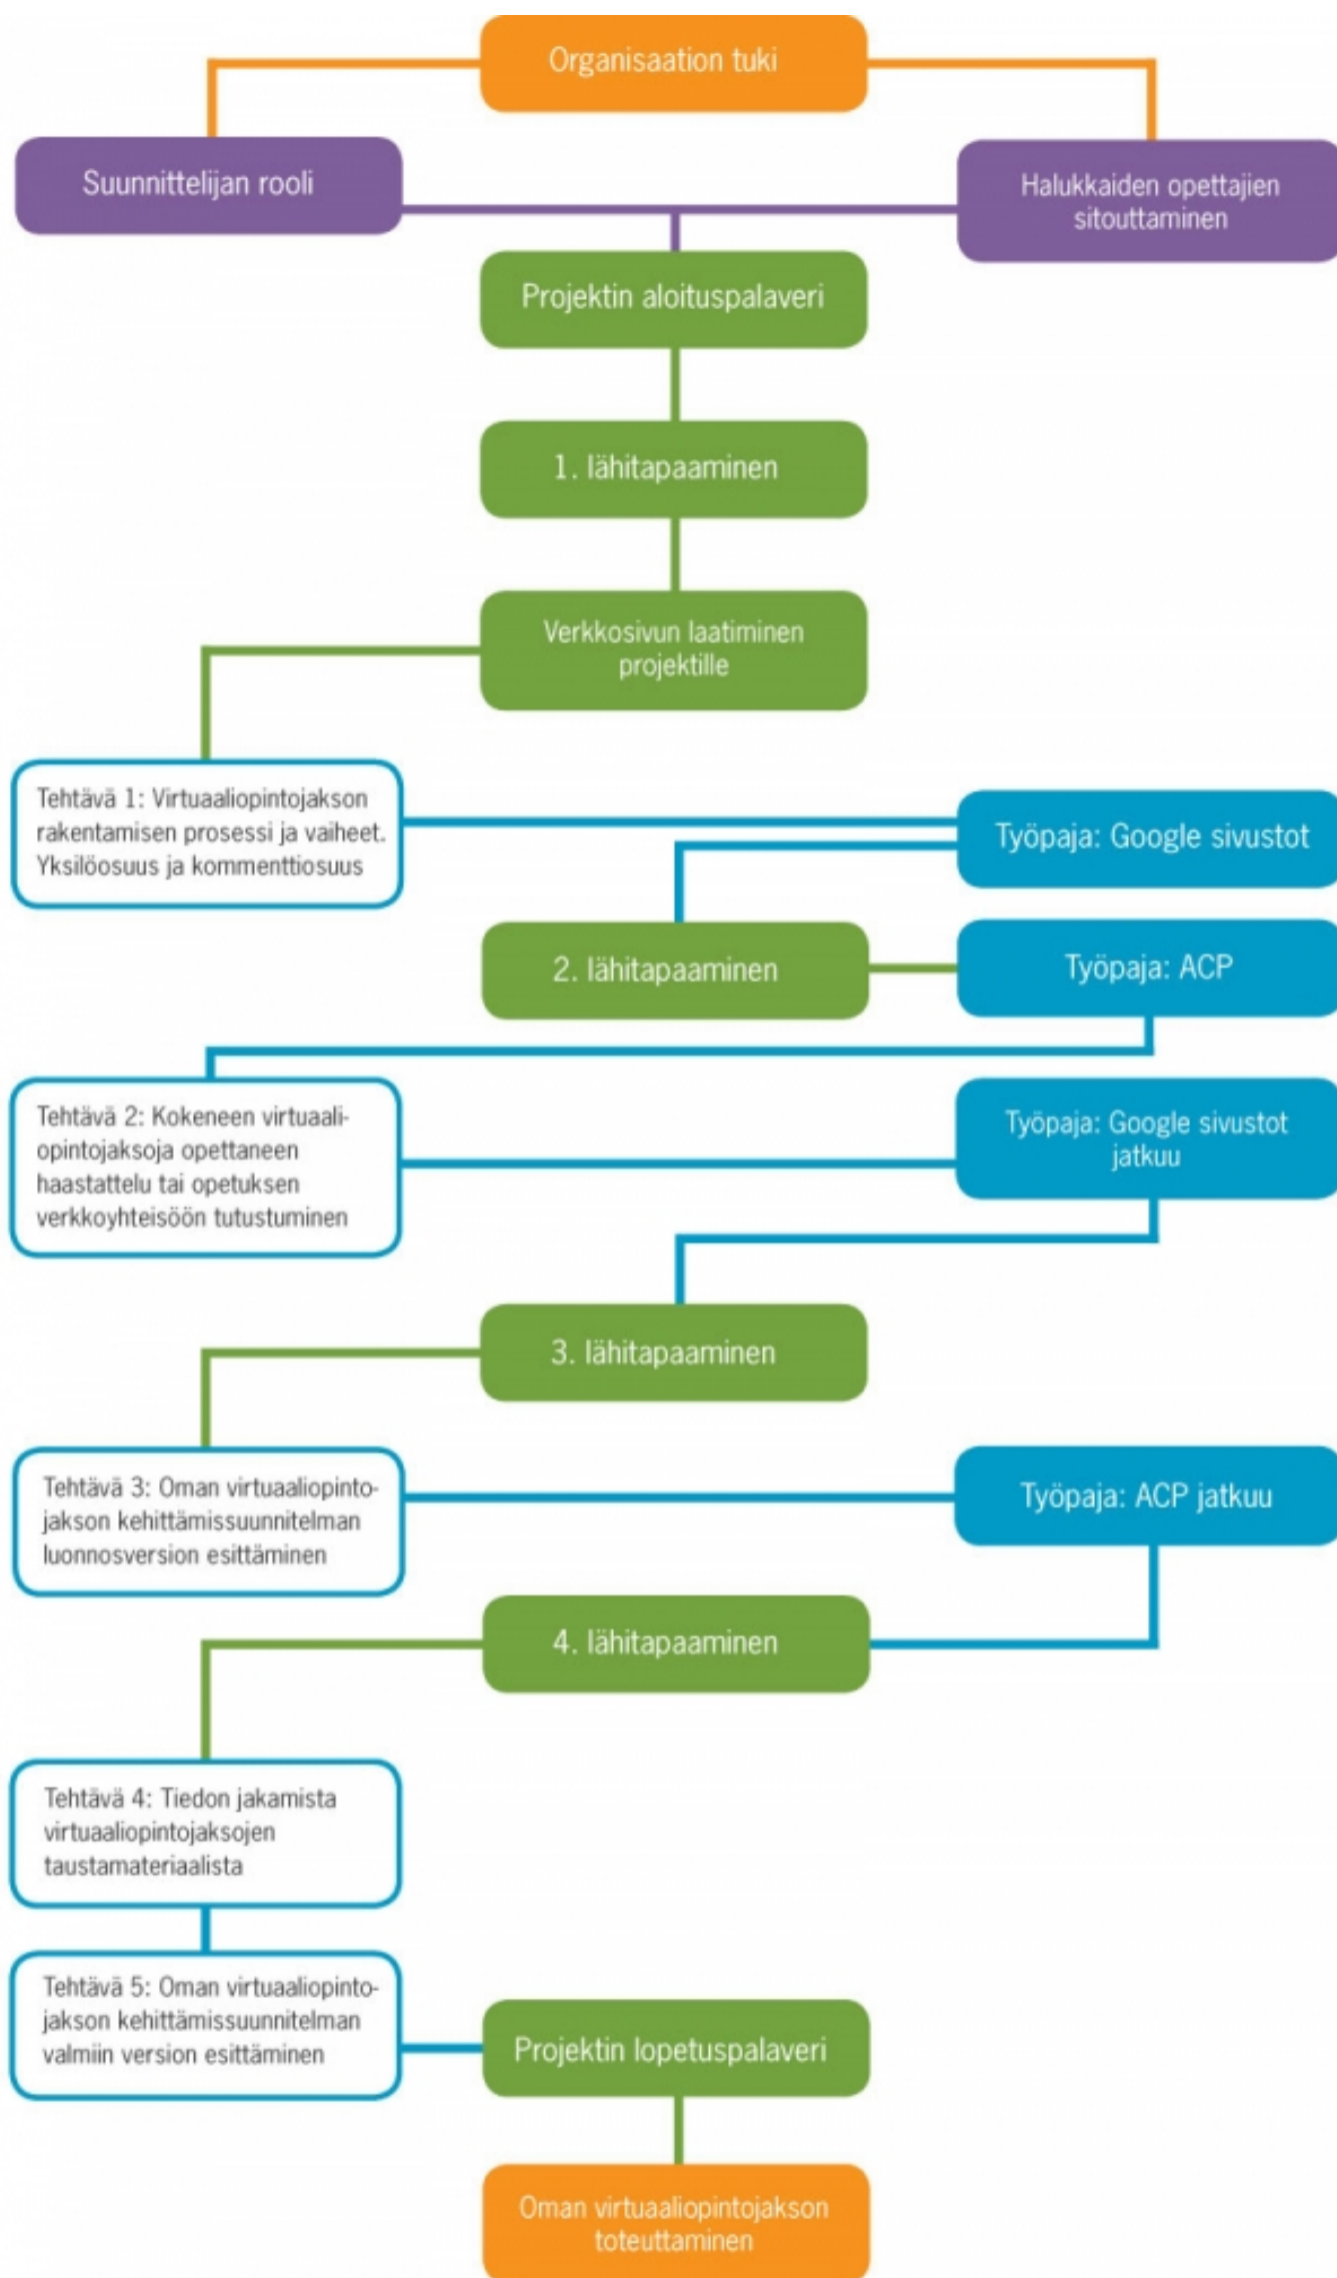 Organisaation tuki
Suunnittelijan rooli
Halukkaiden opettajien
sitouttaminen
Projektin aloituspalaveri
1. lähitapaaminen
Verkkosivun laatiminen
projektille
Tehtävä 1: Virtuaaliopintojakson
rakentamisen prosessi ja vaiheet.
Yksilöosuus ja kommenttiosuus
Työpaja: Google sivustot
2. lähitapaaminen
Työpaja: ACP
Tehtävä 2: Kokeneen virtuaali-
opintojaksoja opettaneen
haastattelu tai opetuksen
verkkoyhteisöön tutustuminen
Työpaja: Google sivustot
jatkuu
3. lähitapaaminen
Tehtävä 3: Oman virtuaaliopinto-
jakson kehittämissuunnitelman
luonnosversion esittäminen
Työpaja: ACP jatkuu
4. lähitapaaminen
Tehtävä 4: Tiedon jakamista
virtuaaliopintojaksojen
taustamateriaalista
Tehtävä 5: Oman virtuaaliopinto-
jakson kehittämissuunnitelman
valmiin version esittäminen
Projektin lopetuspalaveri
Oman virtuaaliopintojakson
toteuttaminen